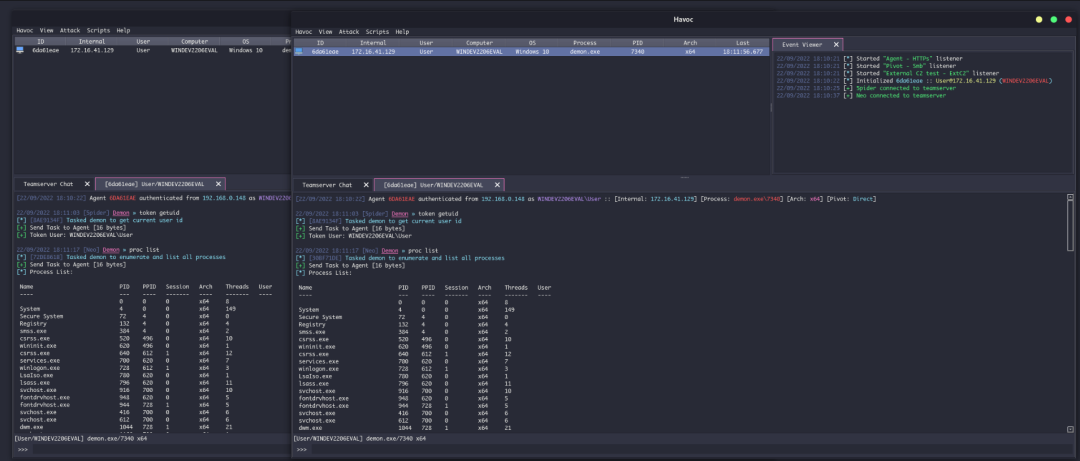 Havoc
Havoc View Attack Scripts Help
ID Internal User Computer OS
6da61eae 172.16.41.129 User WINDEV2206EVAL Windows 10
Teamserver Chat ✕ [6da61eae] User/WINDEV2206EVAL ✕
[22/09/2022 18:10:22] Agent 6DA61EAE authenticated from 192.168.0.148 as WINDEV2206EVAL
22/09/2022 18:11:03 [Spider] Demon » token getuid
[*] Tasked demon to get current user id
[+] Send Task to Agent [16 bytes]
[+] Token User: WINDEV2206EVAL\User
22/09/2022 18:11:17 [Neo] Demon » proc list
[*] Tasked demon to enumerate and list all processes
[+] Send Task to Agent [16 bytes]
[*] Process List:
Name PID PPID Session Arch Threads User
---- --- ---- ------- ---- ------- ----
0 0 0 x64 8
System 4 0 0 x64 149
Secure System 72 4 0 x64 0
Registry 132 4 0 x64 4
smss.exe 384 4 0 x64 2
csrss.exe 520 496 0 x64 10
wininit.exe 620 496 0 x64 1
csrss.exe 640 612 1 x64 12
services.exe 700 620 0 x64 7
winlogon.exe 728 612 1 x64 3
LsaIso.exe 780 620 0 x64 1
lsass.exe 796 620 0 x64 11
svchost.exe 916 700 0 x64 10
fontdrvhost.exe 948 620 0 x64 5
fontdrvhost.exe 944 728 1 x64 5
svchost.exe 416 700 0 x64 6
svchost.exe 612 700 0 x64 6
dwm.exe 1044 728 1 x64 21
[User/WINDEV2206EVAL] demon.exe/7340 x64
>>>
Havoc View Attack Scripts Help
ID Internal User Computer OS Process PID Arch Last
6da61eae 172.16.41.129 User WINDEV2206EVAL Windows 10 demon.exe 7340 x64 18:11:56.677
Event Viewer ✕
22/09/2022 18:10:21 [*] Started "Agent - HTTPs" listener
22/09/2022 18:10:21 [*] Started "Pivot - Smb" listener
22/09/2022 18:10:21 [*] Started "External C2 test - ExtC2" listener
22/09/2022 18:10:22 [*] Initialized 6da61eae :: User@172.16.41.129 (WINDEV2206EVAL)
22/09/2022 18:10:25 [+] Spider connected to teamserver
22/09/2022 18:10:37 [+] Neo connected to teamserver
Teamserver Chat ✕ [6da61eae] User/WINDEV2206EVAL ✕
[22/09/2022 18:10:22] Agent 6DA61EAE authenticated from 192.168.0.148 as WINDEV2206EVAL\User :: [Internal: 172.16.41.129] [Process: demon.exe\7340] [Arch: x64] [Pivot: Direct]
22/09/2022 18:11:03 [Spider] Demon » token getuid
[*] Tasked demon to get current user id
[+] Send Task to Agent [16 bytes]
[+] Token User: WINDEV2206EVAL\User
22/09/2022 18:11:17 [Neo] Demon » proc list
[*] Tasked demon to enumerate and list all processes
[+] Send Task to Agent [16 bytes]
[*] Process List:
Name PID PPID Session Arch Threads User
---- --- ---- ------- ---- ------- ----
0 0 0 x64 8
System 4 0 0 x64 149
Secure System 72 4 0 x64 0
Registry 132 4 0 x64 4
smss.exe 384 4 0 x64 2
csrss.exe 520 496 0 x64 10
wininit.exe 620 496 0 x64 1
csrss.exe 640 612 1 x64 12
services.exe 700 620 0 x64 7
winlogon.exe 728 612 1 x64 3
LsaIso.exe 780 620 0 x64 1
lsass.exe 796 620 0 x64 11
svchost.exe 916 700 0 x64 10
fontdrvhost.exe 948 620 0 x64 5
fontdrvhost.exe 944 728 1 x64 5
svchost.exe 416 700 0 x64 6
svchost.exe 612 700 0 x64 6
dwm.exe 1044 728 1 x64 21
[User/WINDEV2206EVAL] demon.exe/7340 x64
>>>